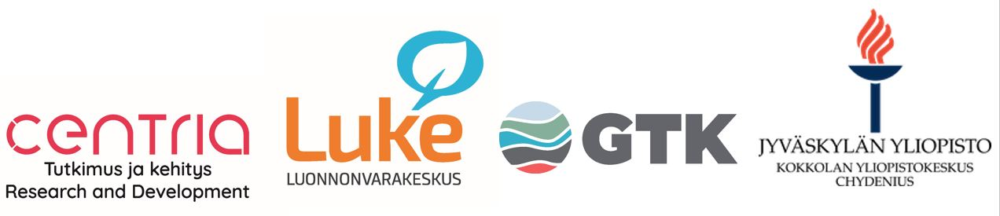 centria
Tutkimus ja kehitys
Research and Development
Luke
LUONNONVARAKESKUS
GTK
JYVÄSKYLÄN YLIOPISTO
KOKKOLAN YLIOPISTOKESKUS
CHYDENIUS